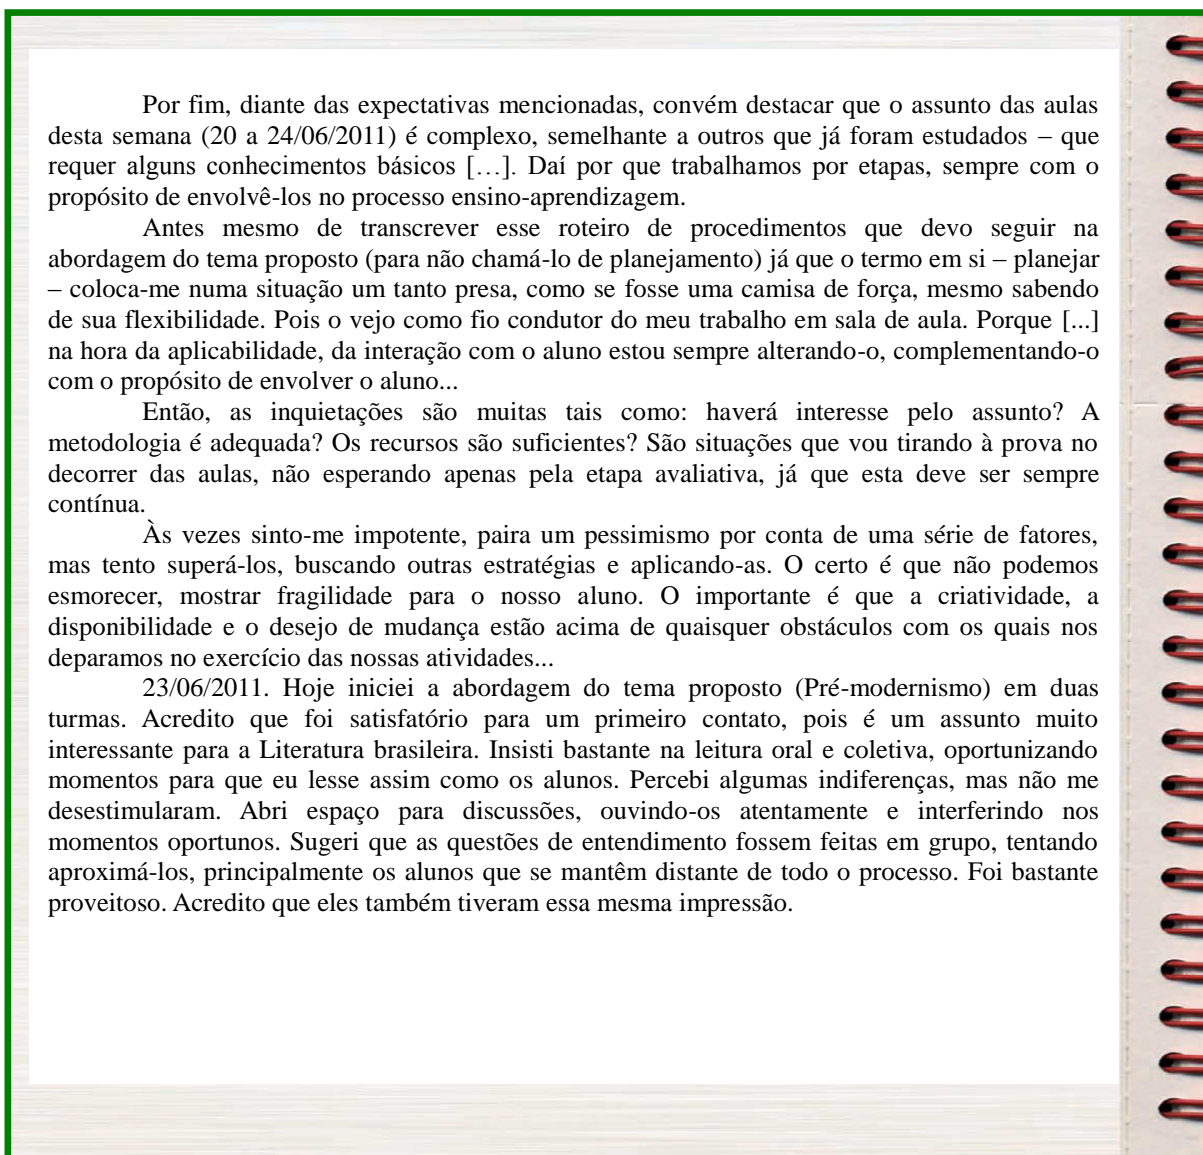 Por fim, diante das expectativas mencionadas, convém destacar que o assunto das aulas
desta semana (20 a 24/06/2011) é complexo, semelhante a outros que já foram estudados – que
requer alguns conhecimentos básicos […]. Daí por que trabalhamos por etapas, sempre com o
propósito de envolvê-los no processo ensino-aprendizagem.
Antes mesmo de transcrever esse roteiro de procedimentos que devo seguir na
abordagem do tema proposto (para não chamá-lo de planejamento) já que o termo em si – planejar
– coloca-me numa situação um tanto presa, como se fosse uma camisa de força, mesmo sabendo
de sua flexibilidade. Pois o vejo como fio condutor do meu trabalho em sala de aula. Porque [...]
na hora da aplicabilidade, da interação com o aluno estou sempre alterando-o, complementando-o
com o propósito de envolver o aluno...
Então, as inquietações são muitas tais como: haverá interesse pelo assunto? A
metodologia é adequada? Os recursos são suficientes? São situações que vou tirando à prova no
decorrer das aulas, não esperando apenas pela etapa avaliativa, já que esta deve ser sempre
contínua.
Às vezes sinto-me impotente, paira um pessimismo por conta de uma série de fatores,
mas tento superá-los, buscando outras estratégias e aplicando-as. O certo é que não podemos
esmorecer, mostrar fragilidade para o nosso aluno. O importante é que a criatividade, a
disponibilidade e o desejo de mudança estão acima de quaisquer obstáculos com os quais nos
deparamos no exercício das nossas atividades...
23/06/2011. Hoje iniciei a abordagem do tema proposto (Pré-modernismo) em duas
turmas. Acredito que foi satisfatório para um primeiro contato, pois é um assunto muito
interessante para a Literatura brasileira. Insisti bastante na leitura oral e coletiva, oportunizando
momentos para que eu lesse assim como os alunos. Percebi algumas indiferenças, mas não me
desestimularam. Abri espaço para discussões, ouvindo-os atentamente e interferindo nos
momentos oportunos. Sugeri que as questões de entendimento fossem feitas em grupo, tentando
aproximá-los, principalmente os alunos que se mantêm distante de todo o processo. Foi bastante
proveitoso. Acredito que eles também tiveram essa mesma impressão.